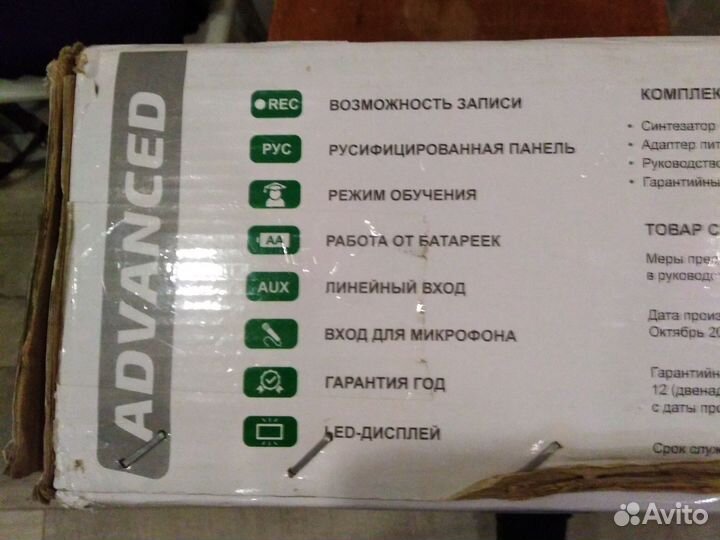 ADVANCED
REC ВОЗМОЖНОСТЬ ЗАПИСИ
РУС РУСИФИЦИРОВАННАЯ ПАНЕЛЬ
РЕЖИМ ОБУЧЕНИЯ
AA РАБОТА ОТ БАТАРЕЕК
AUX ЛИНЕЙНЫЙ ВХОД
ВХОД ДЛЯ МИКРОФОНА
ГАРАНТИЯ ГОД
LED-ДИСПЛЕЙ
КОМПЛЕК
• Синтезатор
• Адаптер пит
• Руководство
• Гарантийны
ТОВАР С
Меры пред
в руководс
Дата произ
Октябрь 20
Гарантийн
12 (двенад
с даты про
Срок служ
Avito